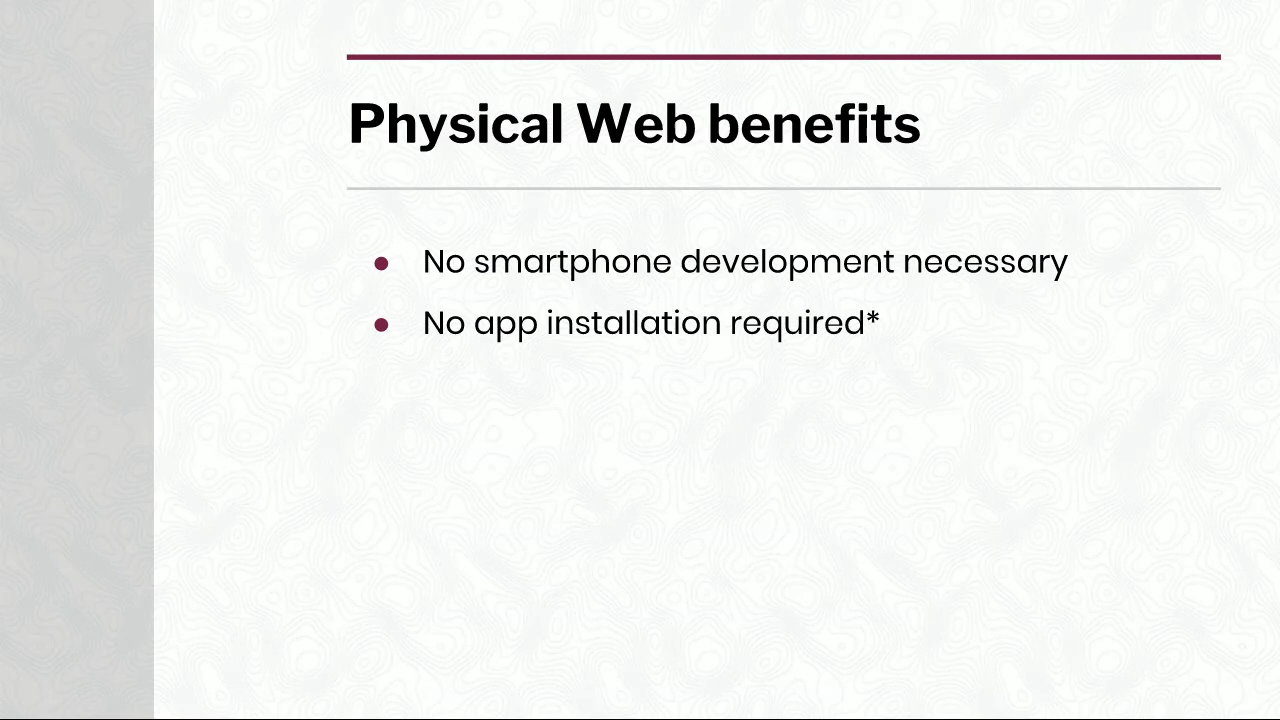 Physical Web benefits
● No smartphone development necessary
● No app installation required*